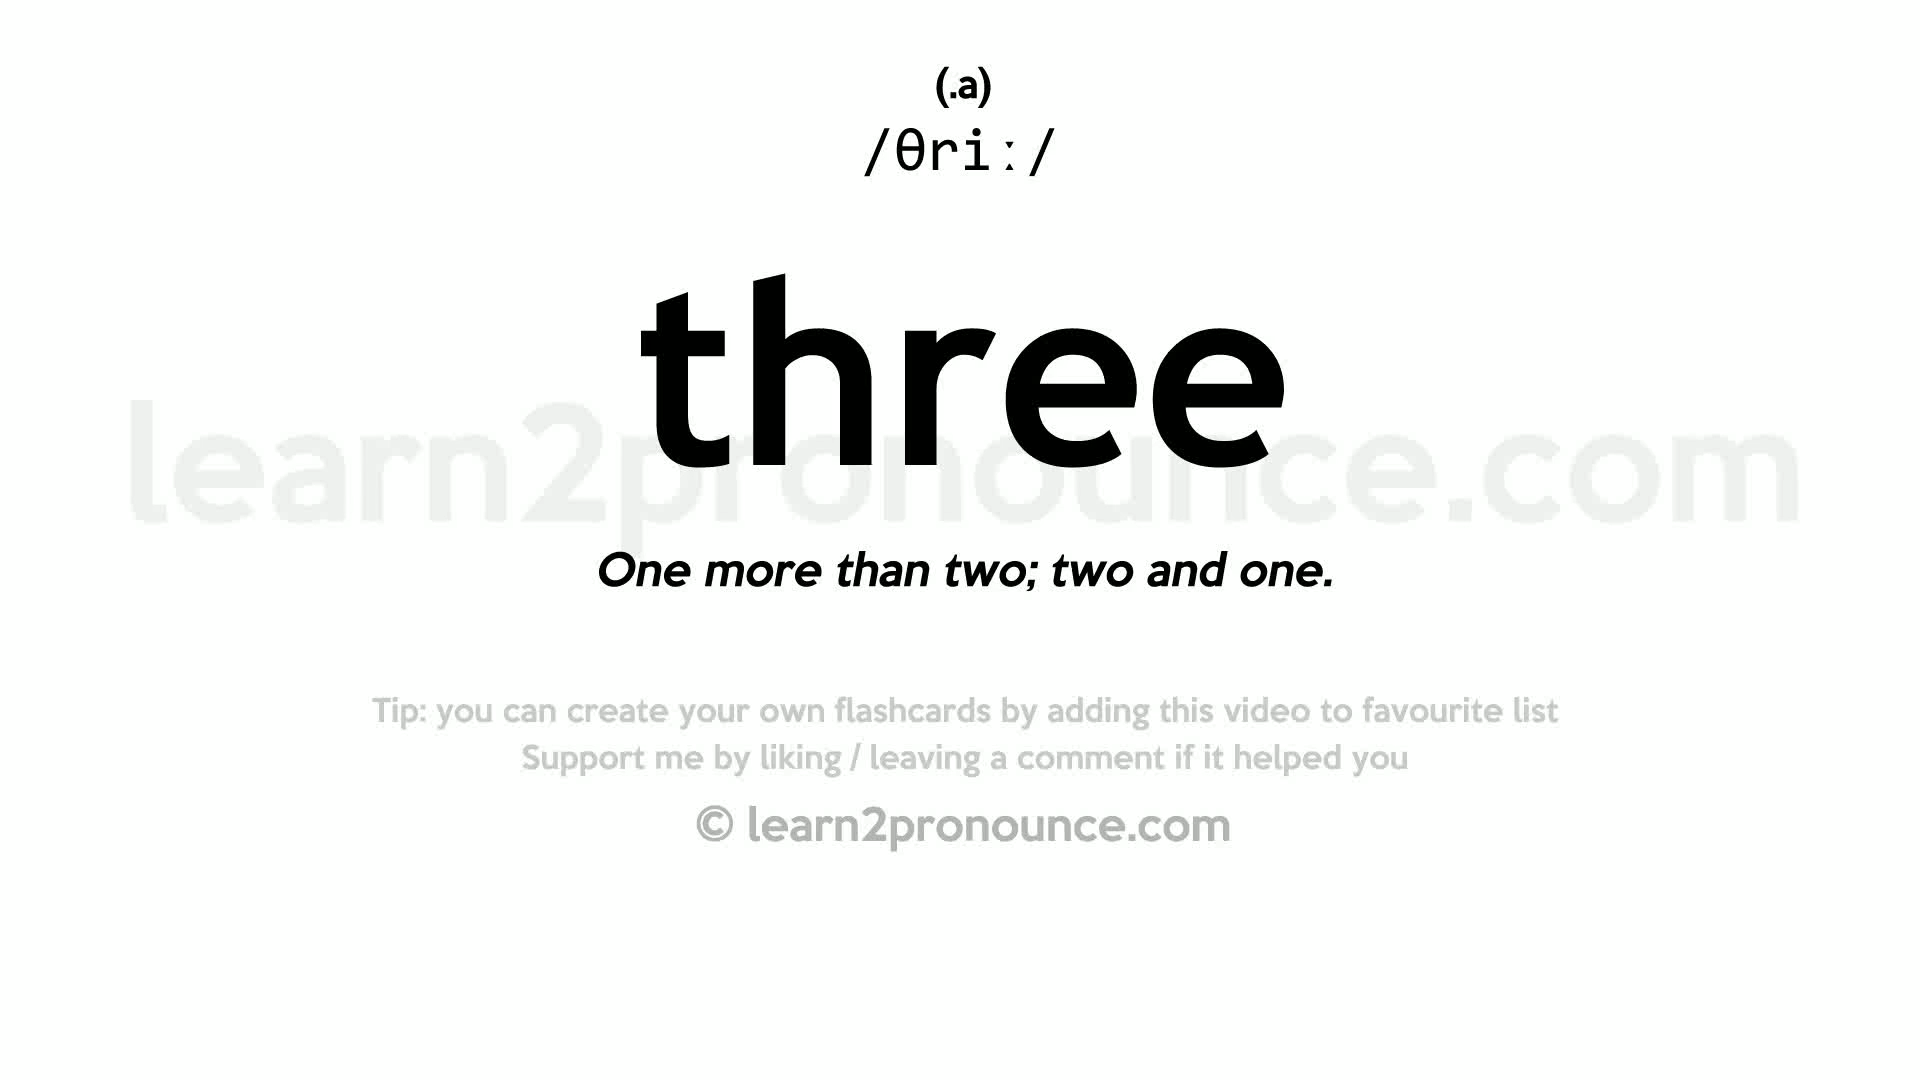 (.a)
/θriː/
three
learn2pronounce.com
One more than two; two and one.
Tip: you can create your own flashcards by adding this video to favourite list
Support me by liking / leaving a comment if it helped you
© learn2pronounce.com